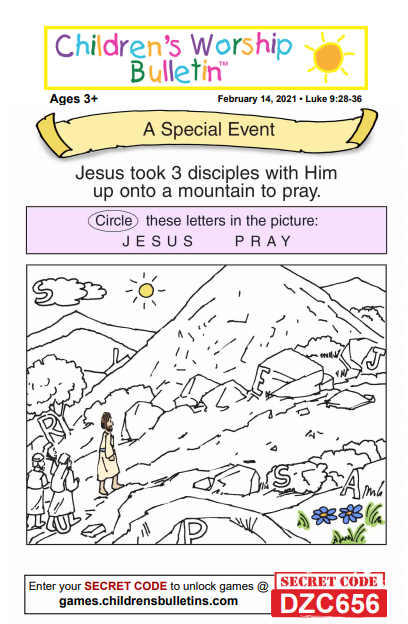 Children's Worship
Bulletin™
Ages 3+
February 14, 2021 • Luke 9:28-36
A Special Event
Jesus took 3 disciples with Him
up onto a mountain to pray.
Circle these letters in the picture:
J E S U S P R A Y
S
J
E
R Y
S
A
P
Enter your SECRET CODE to unlock games @
games.childrensbulletins.com
SECRET CODE
DZC656